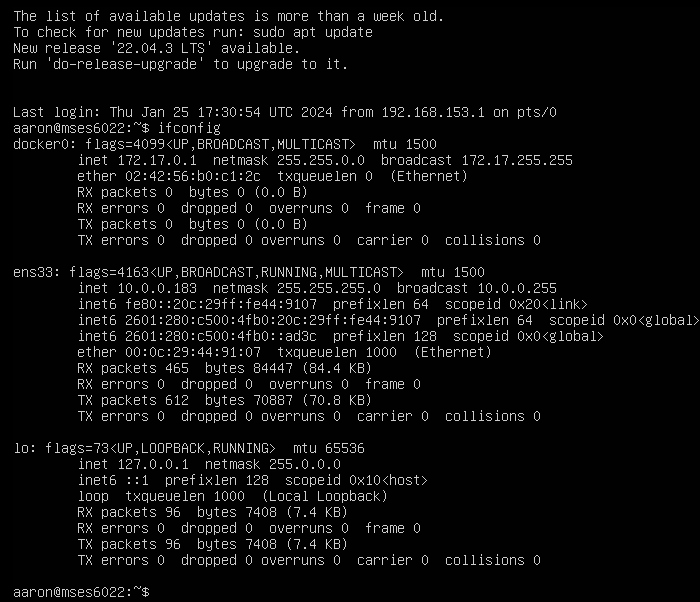 The list of available updates is more than a week old.
To check for new updates run: sudo apt update
New release '22.04.3 LTS' available.
Run 'do-release-upgrade' to upgrade to it.
Last login: Thu Jan 25 17:30:54 UTC 2024 from 192.168.153.1 on pts/0
aaron@mses6022:~$ ifconfig
docker0: flags=4099<UP,BROADCAST,MULTICAST>  mtu 1500
        inet 172.17.0.1  netmask 255.255.0.0  broadcast 172.17.255.255
        ether 02:42:56:b0:c1:2c  txqueuelen 0  (Ethernet)
        RX packets 0  bytes 0 (0.0 B)
        RX errors 0  dropped 0  overruns 0  frame 0
        TX packets 0  bytes 0 (0.0 B)
        TX errors 0  dropped 0 overruns 0  carrier 0  collisions 0
ens33: flags=4163<UP,BROADCAST,RUNNING,MULTICAST>  mtu 1500
        inet 10.0.0.183  netmask 255.255.255.0  broadcast 10.0.0.255
        inet6 fe80::20c:29ff:fe44:9107  prefixlen 64  scopeid 0x20<link>
        inet6 2601:280:c500:4fb0:20c:29ff:fe44:9107  prefixlen 64  scopeid 0x0<global>
        inet6 2601:280:c500:4fb0::ad3c  prefixlen 128  scopeid 0x0<global>
        ether 00:0c:29:44:91:07  txqueuelen 1000  (Ethernet)
        RX packets 465  bytes 84447 (84.4 KB)
        RX errors 0  dropped 0  overruns 0  frame 0
        TX packets 612  bytes 70887 (70.8 KB)
        TX errors 0  dropped 0 overruns 0  carrier 0  collisions 0
lo: flags=73<UP,LOOPBACK,RUNNING>  mtu 65536
        inet 127.0.0.1  netmask 255.0.0.0
        inet6 ::1  prefixlen 128  scopeid 0x10<host>
        loop  txqueuelen 1000  (Local Loopback)
        RX packets 96  bytes 7408 (7.4 KB)
        RX errors 0  dropped 0  overruns 0  frame 0
        TX packets 96  bytes 7408 (7.4 KB)
        TX errors 0  dropped 0 overruns 0  carrier 0  collisions 0
aaron@mses6022:~$